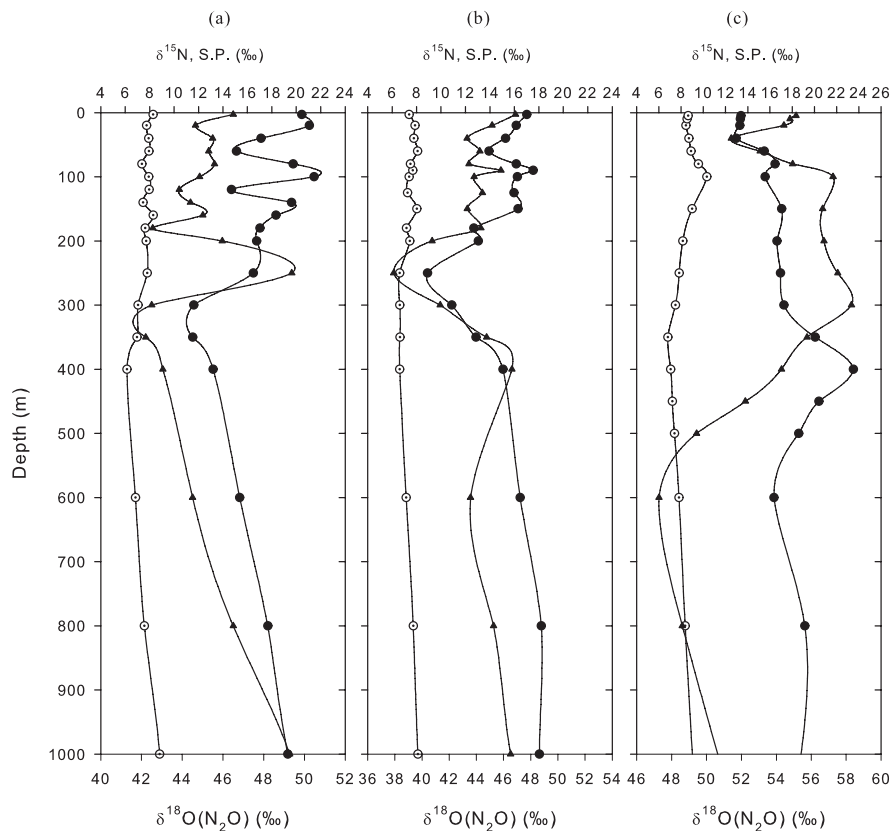 (a) (b) (c)
δ¹⁵N, S.P. (‰) δ¹⁵N, S.P. (‰) δ¹⁵N, S.P. (‰)
4 6 8 10 12 14 16 18 20 22 24 4 6 8 10 12 14 16 18 20 22 24 4 6 8 10 12 14 16 18 20 22 24
0
100
200
300
400
500
600
700
800
900
1000
Depth (m)
40 42 44 46 48 50 52 36 38 40 42 44 46 48 50 52 46 48 50 52 54 56 58 60
δ¹⁸O(N₂O) (‰) δ¹⁸O(N₂O) (‰) δ¹⁸O(N₂O) (‰)